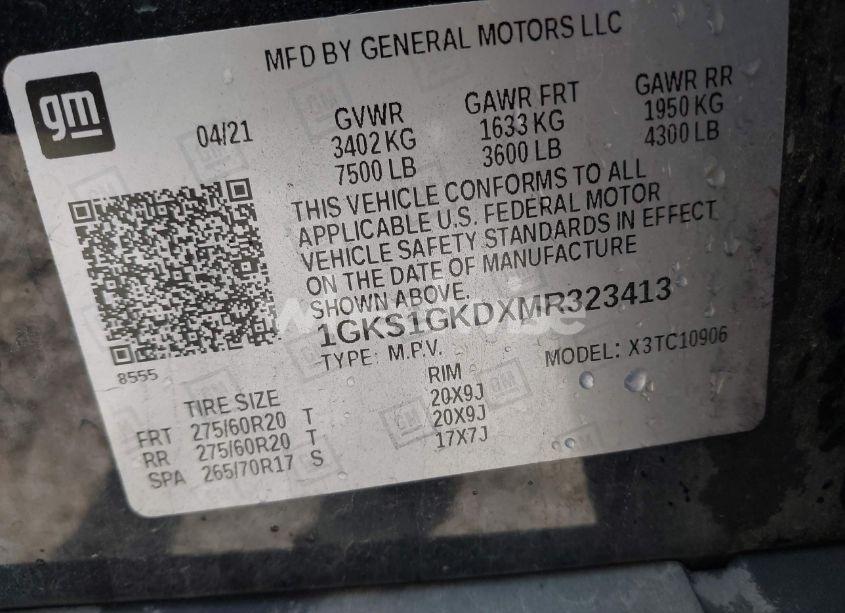 MFD BY GENERAL MOTORS LLC
gm
04/21
GVWR GAWR FRT GAWR RR
3402 KG 1633 KG 1950 KG
7500 LB 3600 LB 4300 LB
THIS VEHICLE CONFORMS TO ALL
APPLICABLE U.S. FEDERAL MOTOR
VEHICLE SAFETY STANDARDS IN EFFECT
ON THE DATE OF MANUFACTURE
SHOWN ABOVE.
1GKS1GKDXMR323413
TYPE: M.P.V. MODEL: X3TC10906
8555
TIRE SIZE RIM
FRT 275/60R20 T 20X9J
RR 275/60R20 T 20X9J
SPA 265/70R17 S 17X7J